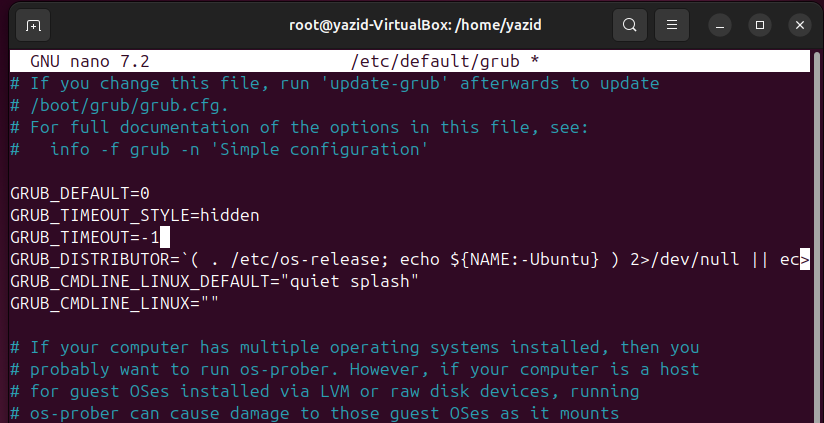 root@yazid-VirtualBox: /home/yazid
GNU nano 7.2 /etc/default/grub *
# If you change this file, run 'update-grub' afterwards to update
# /boot/grub/grub.cfg.
# For full documentation of the options in this file, see:
#   info -f grub -n 'Simple configuration'
GRUB_DEFAULT=0
GRUB_TIMEOUT_STYLE=hidden
GRUB_TIMEOUT=-1
GRUB_DISTRIBUTOR=`( . /etc/os-release; echo ${NAME:-Ubuntu} ) 2>/dev/null || ec>
GRUB_CMDLINE_LINUX_DEFAULT="quiet splash"
GRUB_CMDLINE_LINUX=""
# If your computer has multiple operating systems installed, then you
# probably want to run os-prober. However, if your computer is a host
# for guest OSes installed via LVM or raw disk devices, running
# os-prober can cause damage to those guest OSes as it mounts